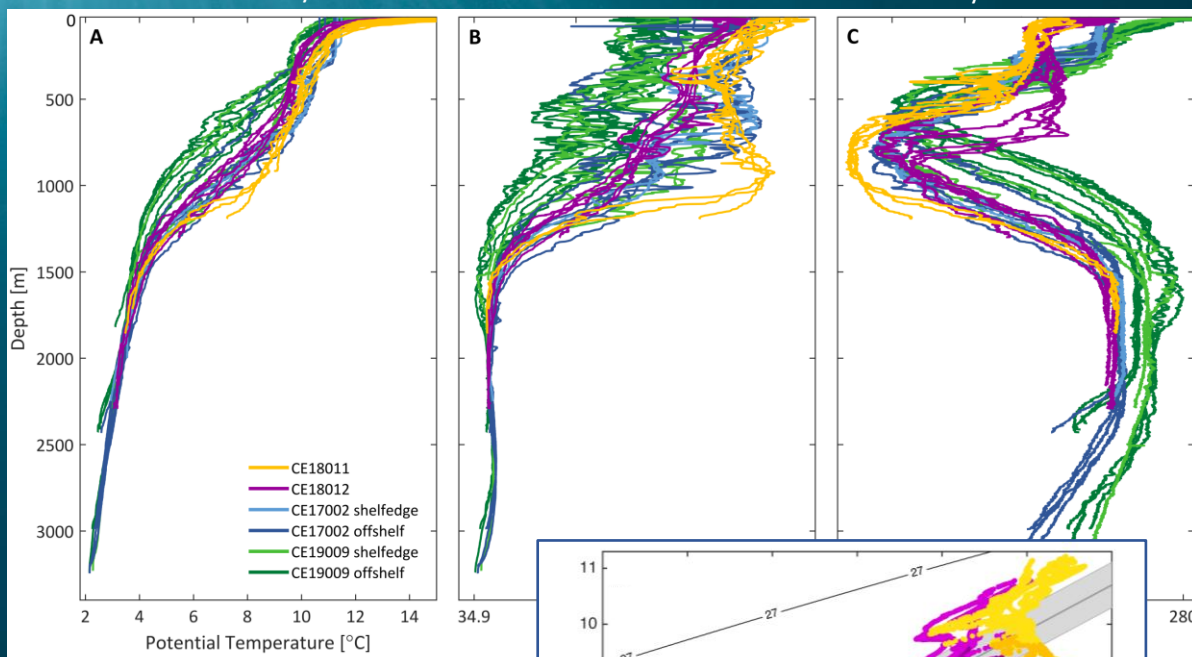 0
A
B
C
500
1000
1500
2000
2500
3000
Depth [m]
CE18011
CE18012
CE17002 shelfedge
CE17002 offshelf
CE19009 shelfedge
CE19009 offshelf
2
4
6
8
10
12
14
Potential Temperature [°C]
34.9
280
11
10
27
27
27